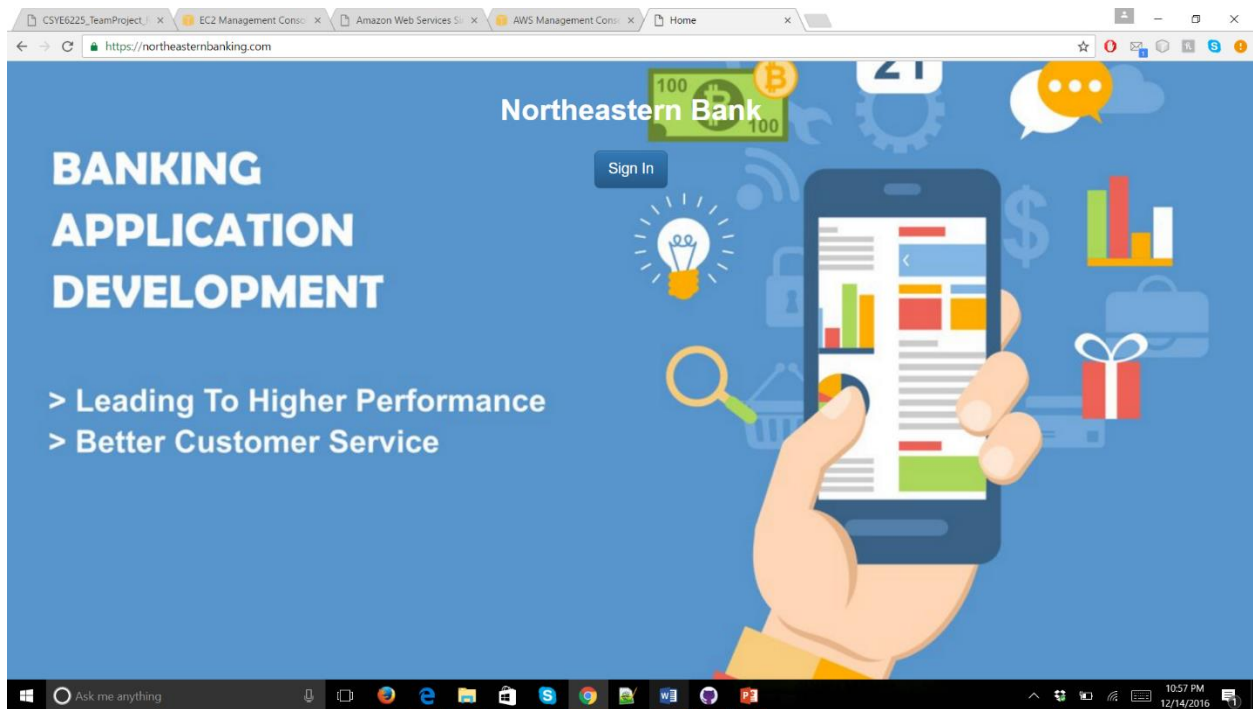 CSYE6225_TeamProject_
EC2 Management Conso
Amazon Web Services Si
AWS Management Cons
Home
https://northeasternbanking.com
100
21
Northeastern Bank
100
Sign In
BANKING
APPLICATION
DEVELOPMENT
> Leading To Higher Performance
> Better Customer Service
Ask me anything
10:57 PM
12/14/2016